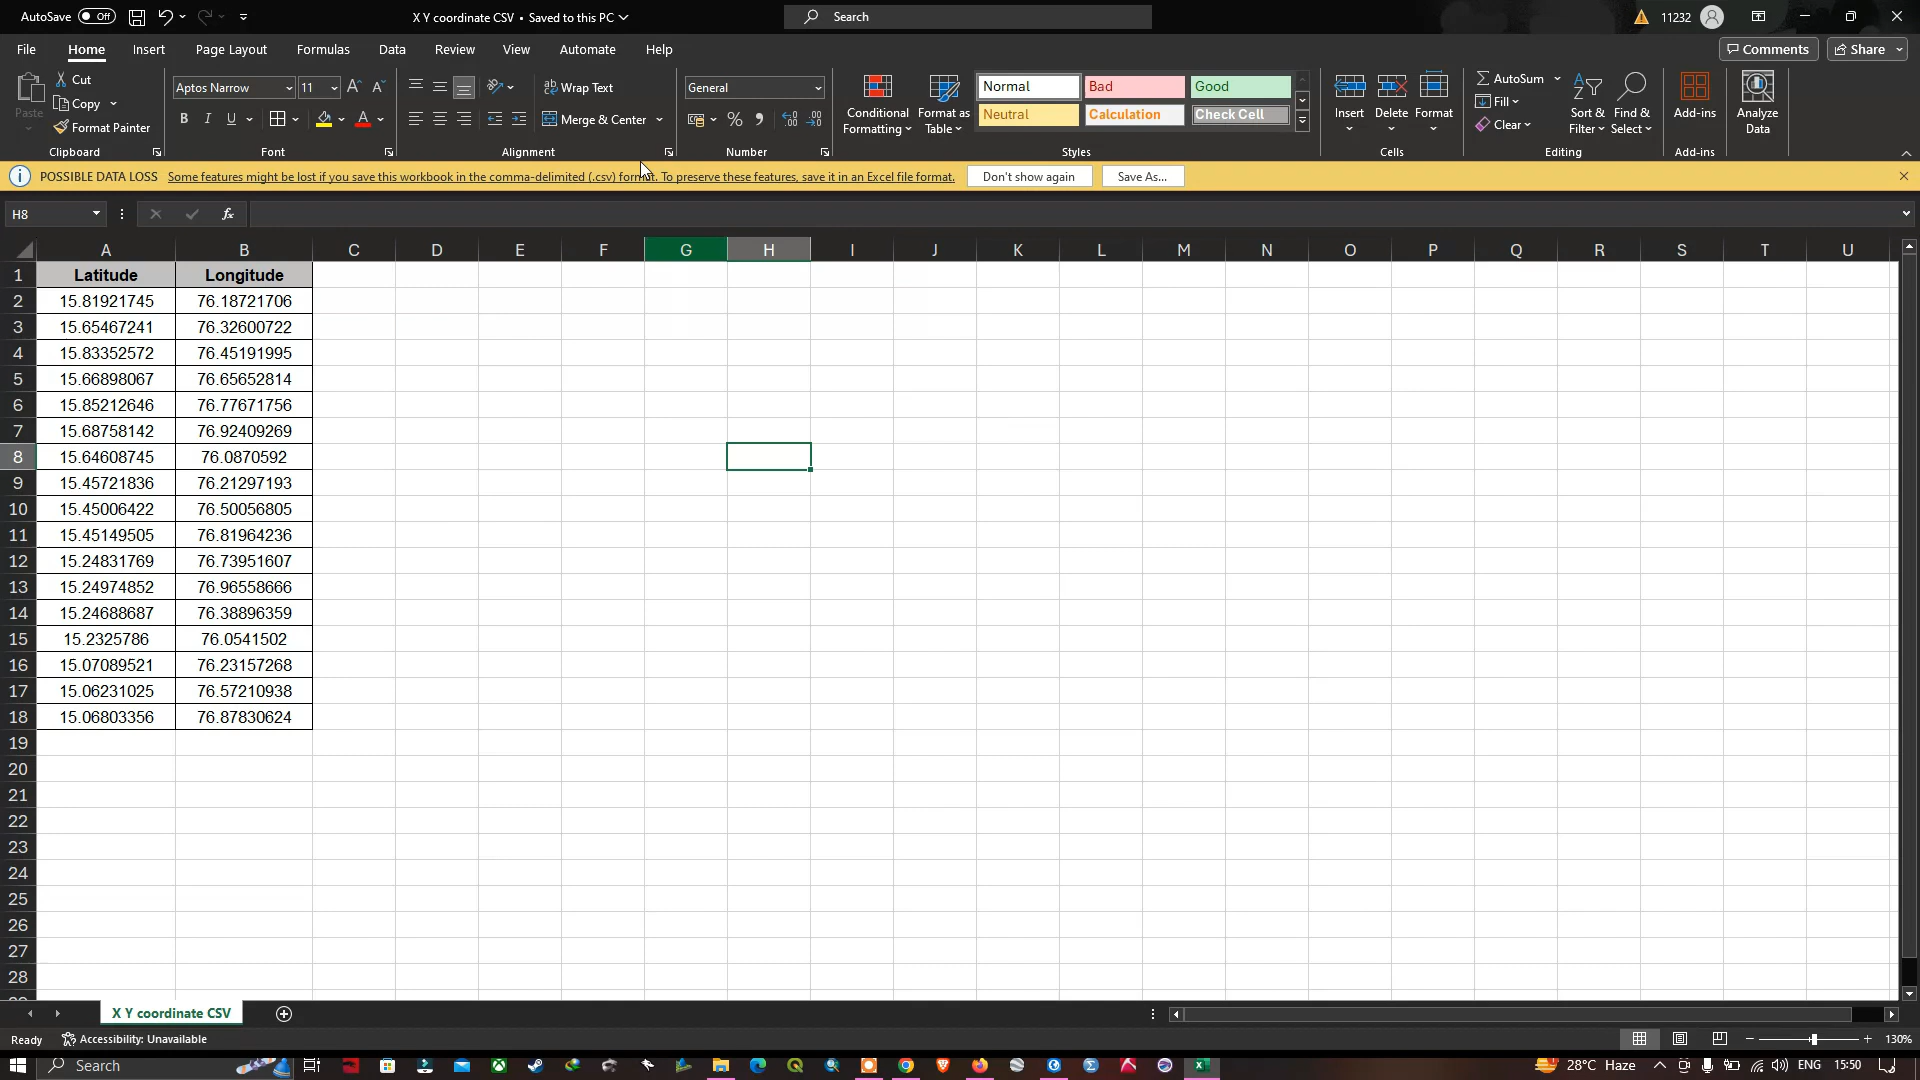 AutoSave Off X Y coordinate CSV • Saved to this PC Search 11232
File Home Insert Page Layout Formulas Data Review View Automate Help Comments Share
Paste Cut Copy Format Painter Clipboard
Aptos Narrow 11 B I U Font
Wrap Text Merge & Center Alignment
General % Number
Conditional Formatting Format as Table Normal Bad Good Neutral Calculation Check Cell Styles
Insert Delete Format Cells
AutoSum Fill Clear Sort & Filter Find & Select Editing
Add-ins Add-ins
Analyze Data
POSSIBLE DATA LOSS Some features might be lost if you save this workbook in the comma-delimited (.csv) format. To preserve these features, save it in an Excel file format. Don't show again Save As...
H8 fx
A B C D E F G H I J K L M N O P Q R S T U
1 Latitude Longitude
2 15.81921745 76.18721706
3 15.65467241 76.32600722
4 15.83352572 76.45191995
5 15.66898067 76.65652814
6 15.85212646 76.77671756
7 15.68758142 76.92409269
8 15.64608745 76.0870592
9 15.45721836 76.21297193
10 15.45006422 76.50056805
11 15.45149505 76.81964236
12 15.24831769 76.73951607
13 15.24974852 76.96558666
14 15.24688687 76.38896359
15 15.2325786 76.0541502
16 15.07089521 76.23157268
17 15.06231025 76.57210938
18 15.06803356 76.87830624
19
20
21
22
23
24
25
26
27
28
X Y coordinate CSV
Ready Accessibility: Unavailable 130%
Search 28°C Haze ENG 15:50